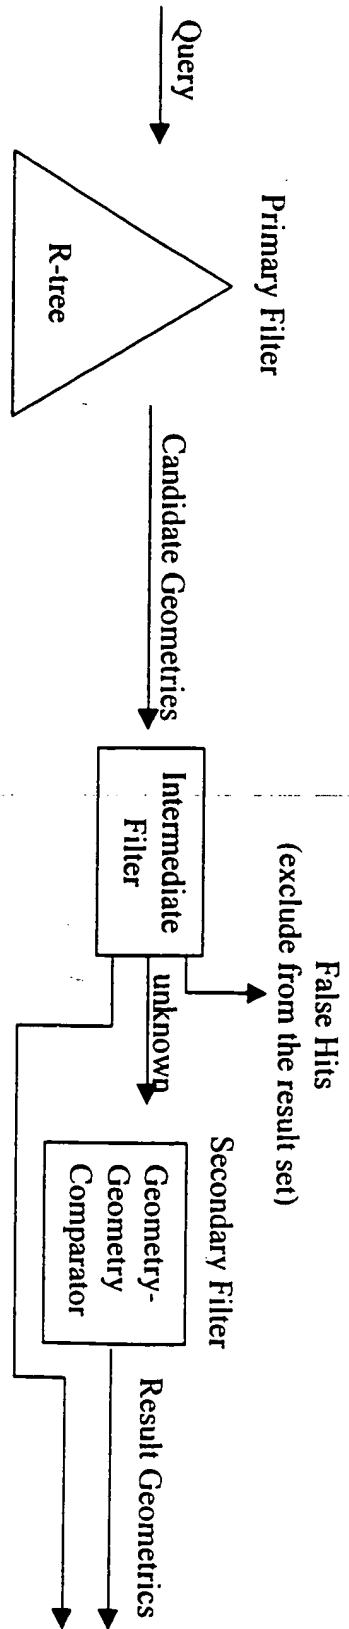 Query
Primary Filter
R-tree
Candidate Geometries
Intermediate
Filter
False Hits
(exclude from the result set)
unknown
Secondary Filter
Geometry-
Geometry
Comparator
Result Geometrics